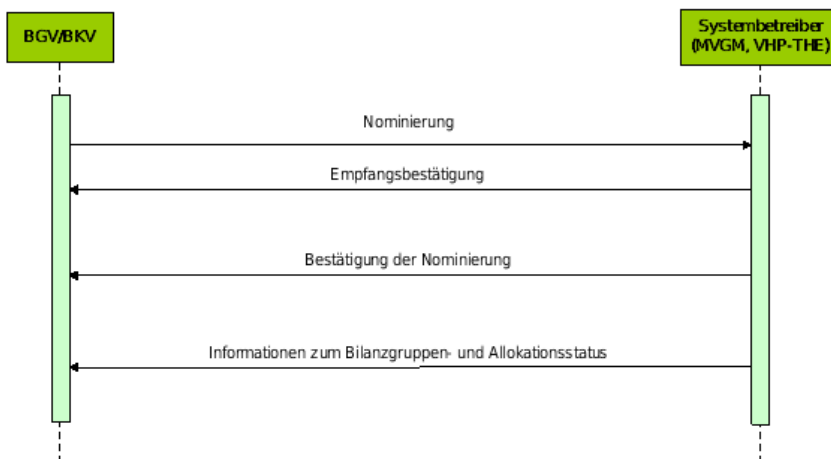 BGV/BKV
Systembetreiber
(MVGM, VHP-THE)
Nominierung
Empfangsbestätigung
Bestätigung der Nominierung
Informationen zum Bilanzgruppen- und Allokationsstatus